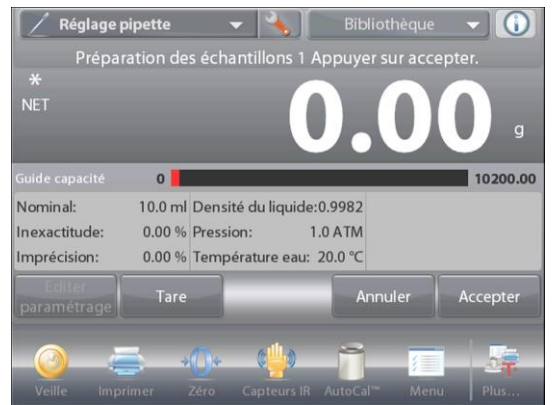 Réglage pipette Bibliothèque
Préparation des échantillons 1 Appuyer sur accepter.
*
NET
0.00 g
Guide capacité 0 10200.00
Nominal: 10.0 ml Densité du liquide:0.9982
Inexactitude: 0.00 % Pression: 1.0 ATM
Imprécision: 0.00 % Température eau: 20.0 °C
Editer paramétrage Tare Annuler Accepter
Veille Imprimer Zéro Capteurs IR AutoCal™ Menu Plus...